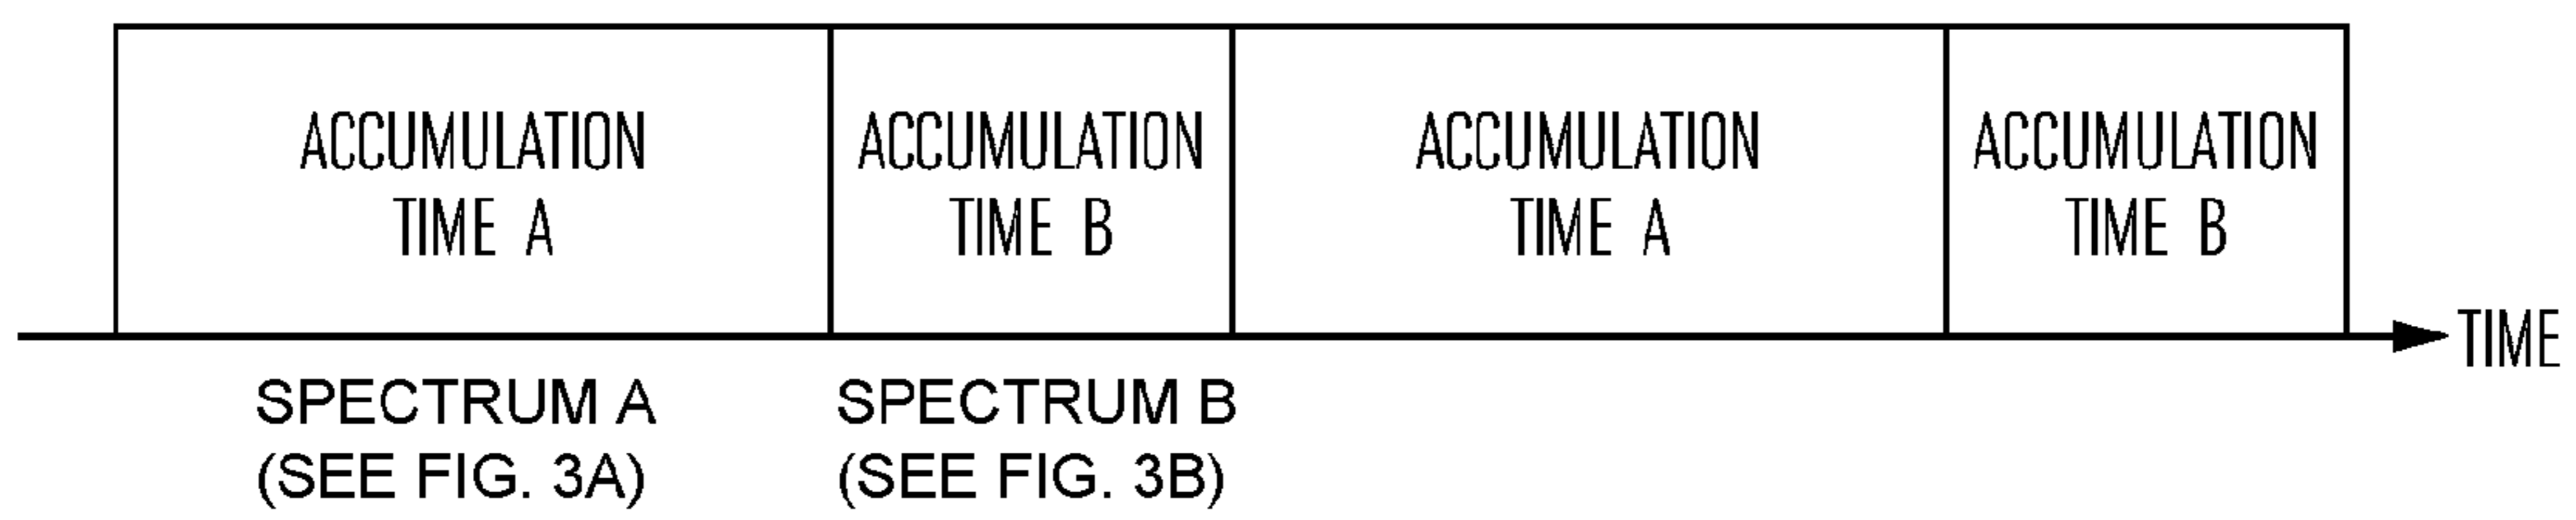 ACCUMULATION
TIME A
ACCUMULATION
TIME B
ACCUMULATION
TIME A
ACCUMULATION
TIME B
TIME
SPECTRUM A
(SEE FIG. 3A)
SPECTRUM B
(SEE FIG. 3B)